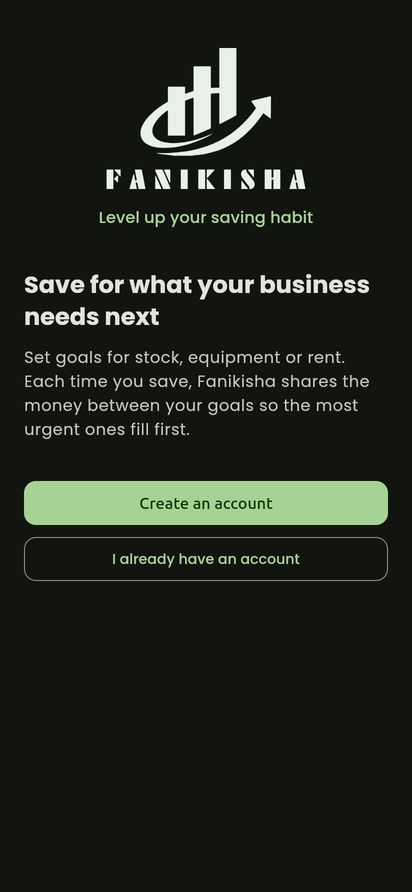 FANIKISHA
Level up your saving habit
Save for what your business
needs next
Set goals for stock, equipment or rent.
Each time you save, Fanikisha shares the
money between your goals so the most
urgent ones fill first.
Create an account
I already have an account